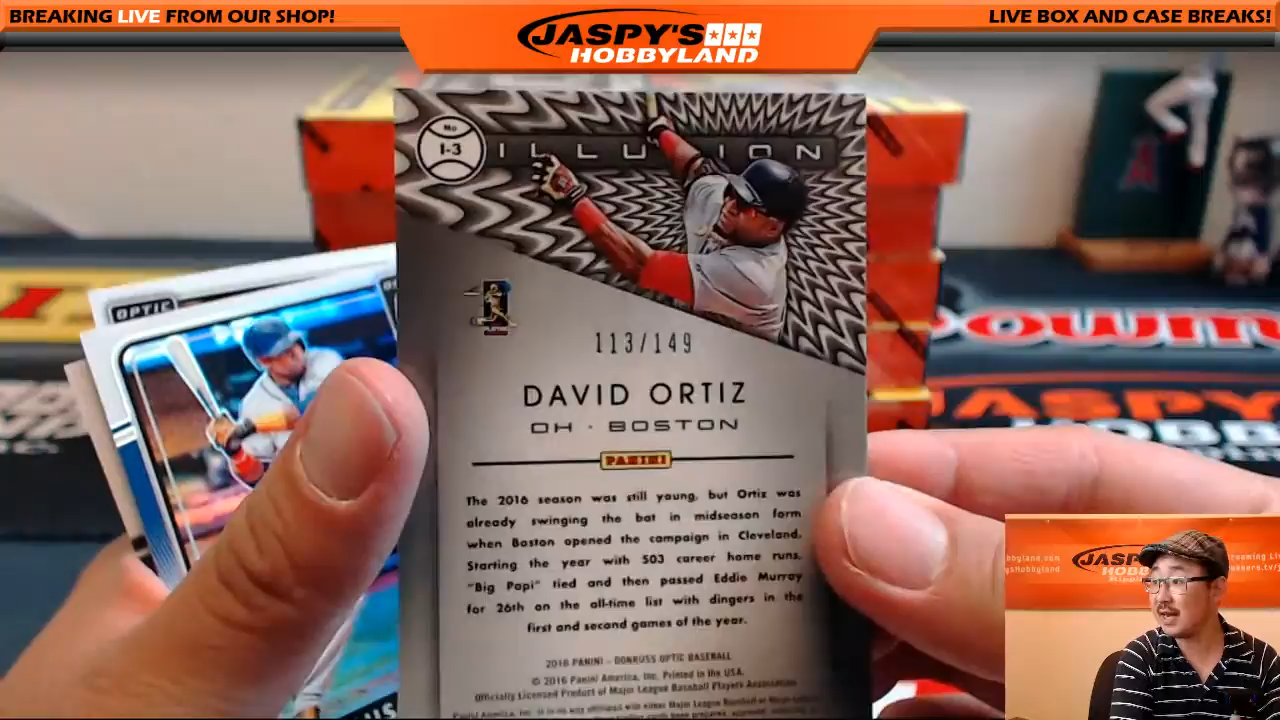 BREAKING LIVE FROM OUR SHOP!
JASPY'S
HOBBYLAND
LIVE BOX AND CASE BREAKS!
No
I-3
ILLUSION
OPTIC
113/149
DAVID ORTIZ
DH · BOSTON
PANINI
The 2016 season was still young, but Ortiz was
already swinging the bat in midseason form
when Boston opened the campaign in Cleveland.
Starting the year with 503 career home runs,
"Big Papi" tied and then passed Eddie Murray
for 26th on the all-time list with dingers in the
first and second games of the year.
2016 PANINI - DONRUSS OPTIC BASEBALL
© 2016 Panini America, Inc. Printed in the USA.
Officially Licensed Product of Major League Baseball Players Association
JASPY